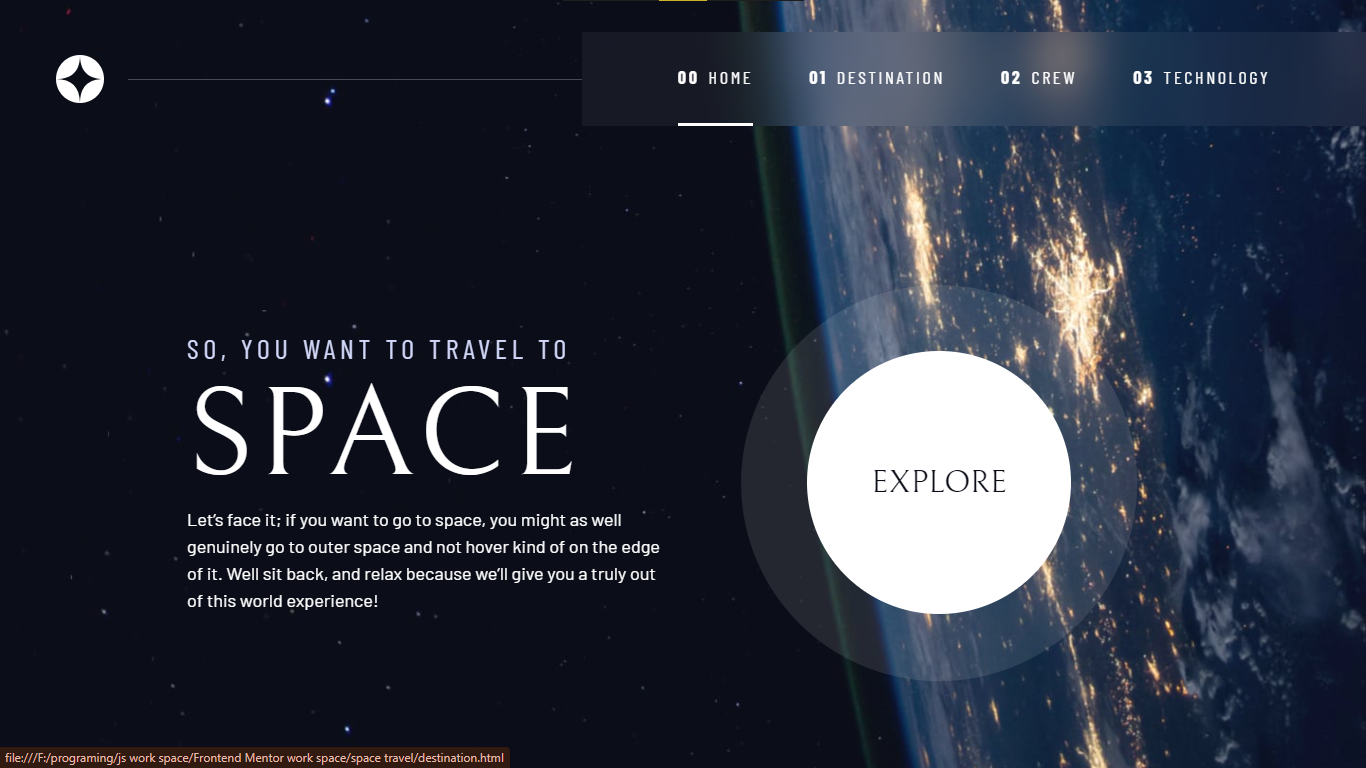 00 HOME 01 DESTINATION 02 CREW 03 TECHNOLOGY
SO, YOU WANT TO TRAVEL TO
SPACE
Let’s face it; if you want to go to space, you might as well
genuinely go to outer space and not hover kind of on the edge
of it. Well sit back, and relax because we’ll give you a truly out
of this world experience!
EXPLORE
file:///F:/programing/js work space/Frontend Mentor work space/space travel/destination.html